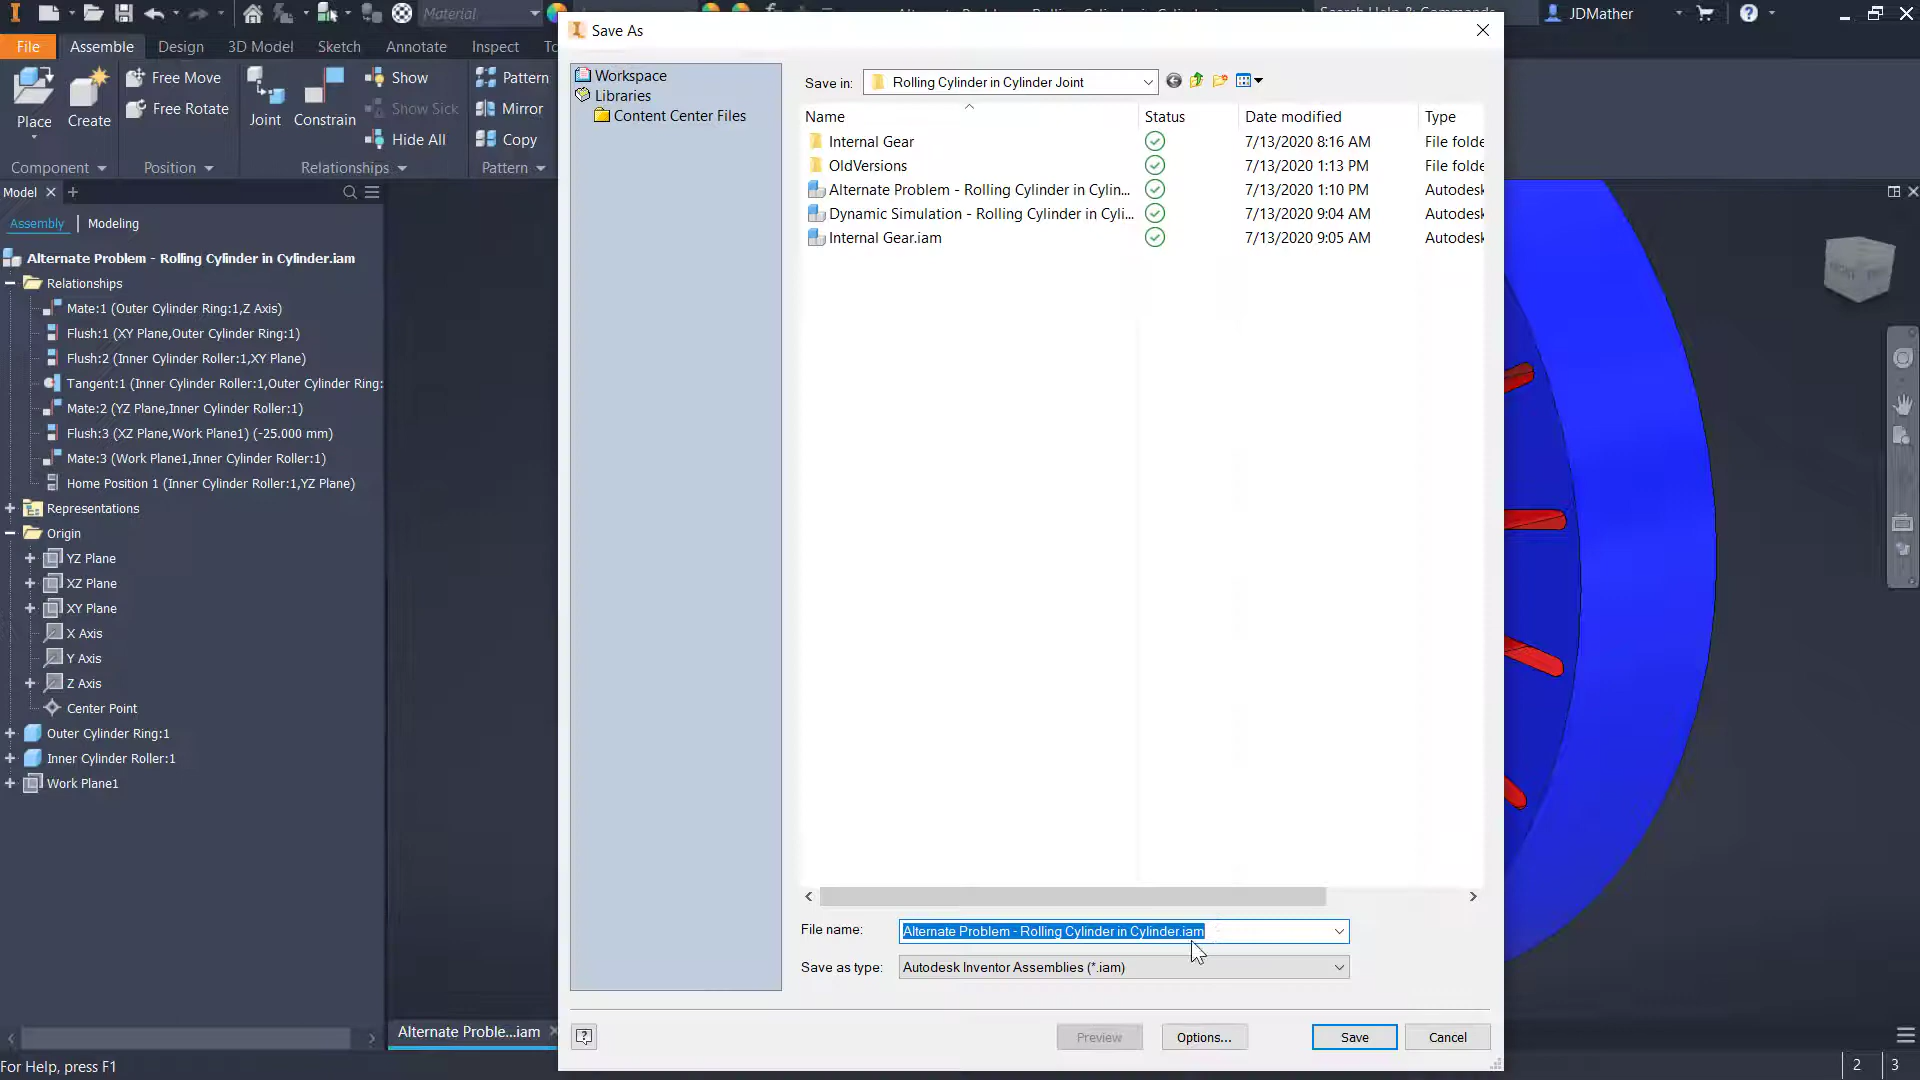 Material
JDMather
File
Assemble
Design
3D Model
Sketch
Annotate
Inspect
Place
Create
Free Move
Free Rotate
Joint
Constrain
Show
Show Sick
Hide All
Pattern
Mirror
Copy
Component
Position
Relationships
Pattern
Model
Assembly
Modeling
Alternate Problem - Rolling Cylinder in Cylinder.iam
Relationships
Mate:1 (Outer Cylinder Ring:1,Z Axis)
Flush:1 (XY Plane,Outer Cylinder Ring:1)
Flush:2 (Inner Cylinder Roller:1,XY Plane)
Tangent:1 (Inner Cylinder Roller:1,Outer Cylinder Ring:
Mate:2 (YZ Plane,Inner Cylinder Roller:1)
Flush:3 (XZ Plane,Work Plane1) (-25.000 mm)
Mate:3 (Work Plane1,Inner Cylinder Roller:1)
Home Position 1 (Inner Cylinder Roller:1,YZ Plane)
Representations
Origin
YZ Plane
XZ Plane
XY Plane
X Axis
Y Axis
Z Axis
Center Point
Outer Cylinder Ring:1
Inner Cylinder Roller:1
Work Plane1
Alternate Proble...iam
For Help, press F1
2
3
Save As
Workspace
Libraries
Content Center Files
Save in: Rolling Cylinder in Cylinder Joint
Name Status Date modified Type
Internal Gear 7/13/2020 8:16 AM File folde
OldVersions 7/13/2020 1:13 PM File folde
Alternate Problem - Rolling Cylinder in Cylin... 7/13/2020 1:10 PM Autodesk
Dynamic Simulation - Rolling Cylinder in Cyli... 7/13/2020 9:04 AM Autodesk
Internal Gear.iam 7/13/2020 9:05 AM Autodesk
File name: Alternate Problem - Rolling Cylinder in Cylinder.iam
Save as type: Autodesk Inventor Assemblies (*.iam)
Preview
Options...
Save
Cancel